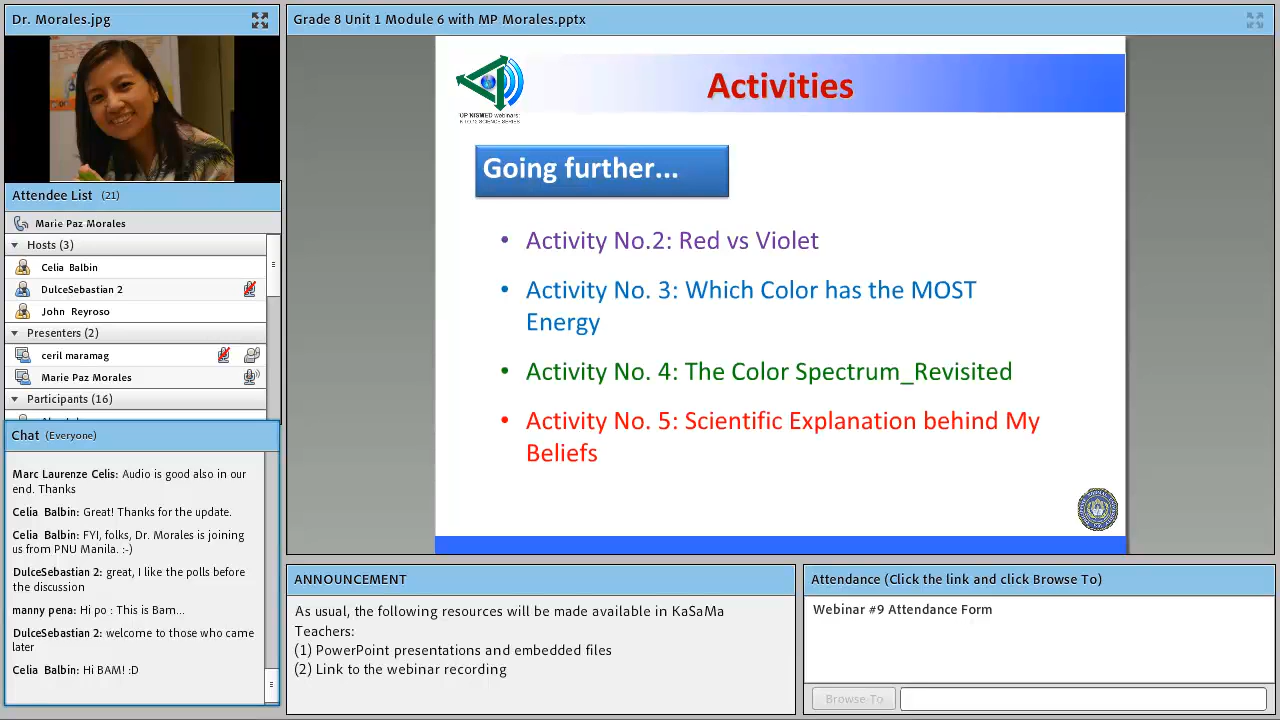 Dr. Morales.jpg
Attendee List (21)
Marie Paz Morales
Hosts (3)
Celia Balbin
DulceSebastian 2
John Reyroso
Presenters (2)
ceril maramag
Marie Paz Morales
Participants (16)
Chat (Everyone)
Marc Laurenze Celis: Audio is good also in our
end. Thanks
Celia Balbin: Great! Thanks for the update.
Celia Balbin: FYI, folks, Dr. Morales is joining
us from PNU Manila. :-)
DulceSebastian 2: great, I like the polls before
the discussion
manny pena: Hi po : This is Bam...
DulceSebastian 2: welcome to those who came
later
Celia Balbin: Hi BAM! :D
Grade 8 Unit 1 Module 6 with MP Morales.pptx
UP NISMED webinars:
K TO 12 SCIENCE SERIES
Activities
Going further...
• Activity No.2: Red vs Violet
• Activity No. 3: Which Color has the MOST
Energy
• Activity No. 4: The Color Spectrum_Revisited
• Activity No. 5: Scientific Explanation behind My
Beliefs
ANNOUNCEMENT
As usual, the following resources will be made available in KaSaMa
Teachers:
(1) PowerPoint presentations and embedded files
(2) Link to the webinar recording
Attendance (Click the link and click Browse To)
Webinar #9 Attendance Form
Browse To